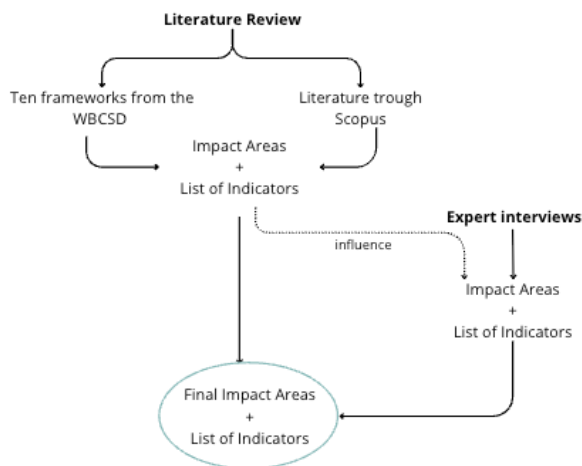 Literature Review
Ten frameworks from the
WBCSD
Literature trough
Scopus
Impact Areas
+
List of Indicators
Expert interviews
influence
Impact Areas
+
List of Indicators
Final Impact Areas
+
List of Indicators